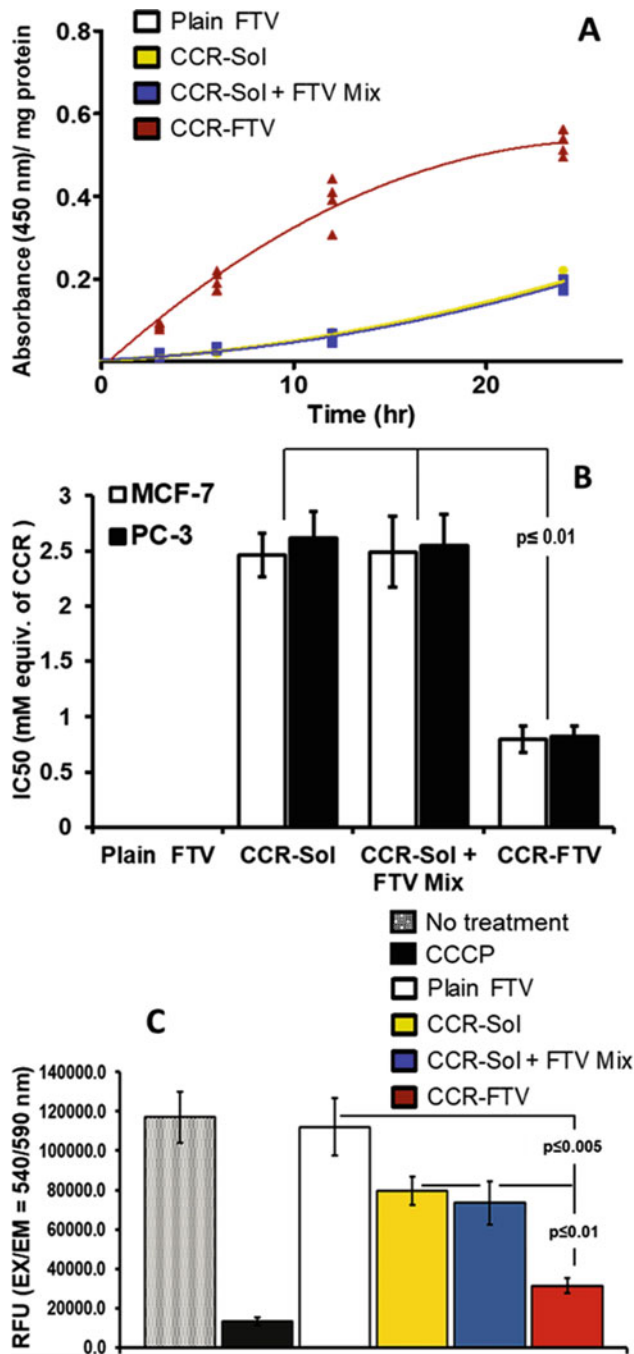 Plain FTV
CCR-Sol
CCR-Sol + FTV Mix
CCR-FTV
A
Absorbance (450 nm)/ mg protein
0.8
0.6
0.4
0.2
0
10
20
Time (hr)
B
MCF-7
PC-3
p≤ 0.01
IC50 (mM equiv. of CCR )
3
2.5
2
1.5
1
0.5
0
Plain FTV
CCR-Sol
CCR-Sol +
FTV Mix
CCR-FTV
No treatment
CCCP
Plain FTV
CCR-Sol
CCR-Sol + FTV Mix
CCR-FTV
C
RFU (EX/EM = 540/590 nm)
140000.0
120000.0
100000.0
80000.0
60000.0
40000.0
20000.0
0.0
p≤0.005
p≤0.01